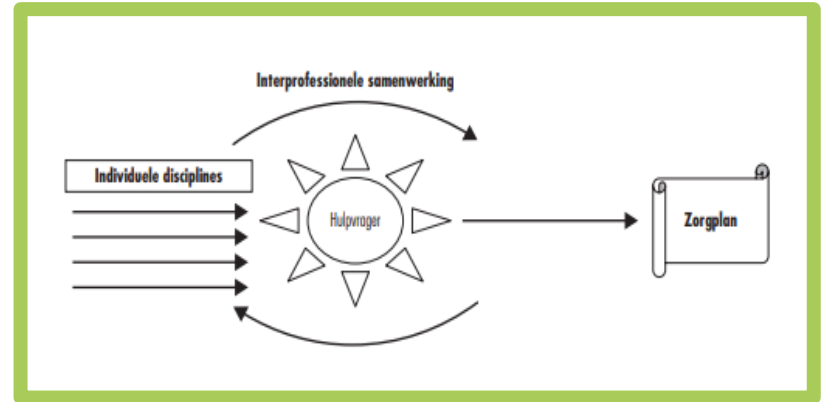 Interprofessionele samenwerking
Individuele disciplines
Hulpvrager
Zorgplan